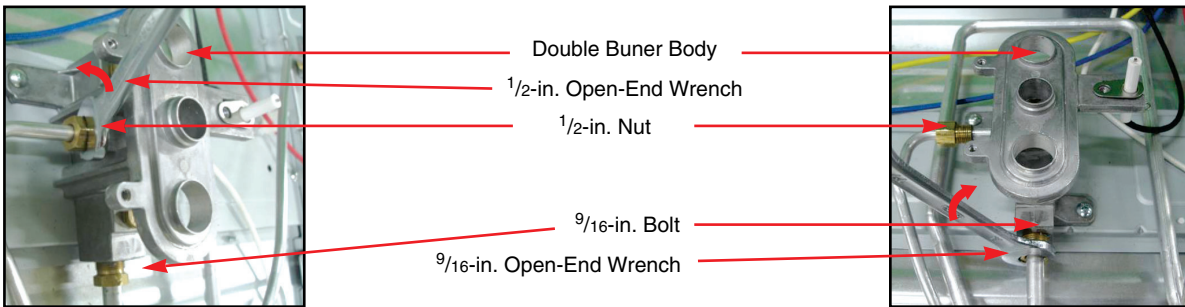 Double Buner Body
1/2-in. Open-End Wrench
1/2-in. Nut
9/16-in. Bolt
9/16-in. Open-End Wrench